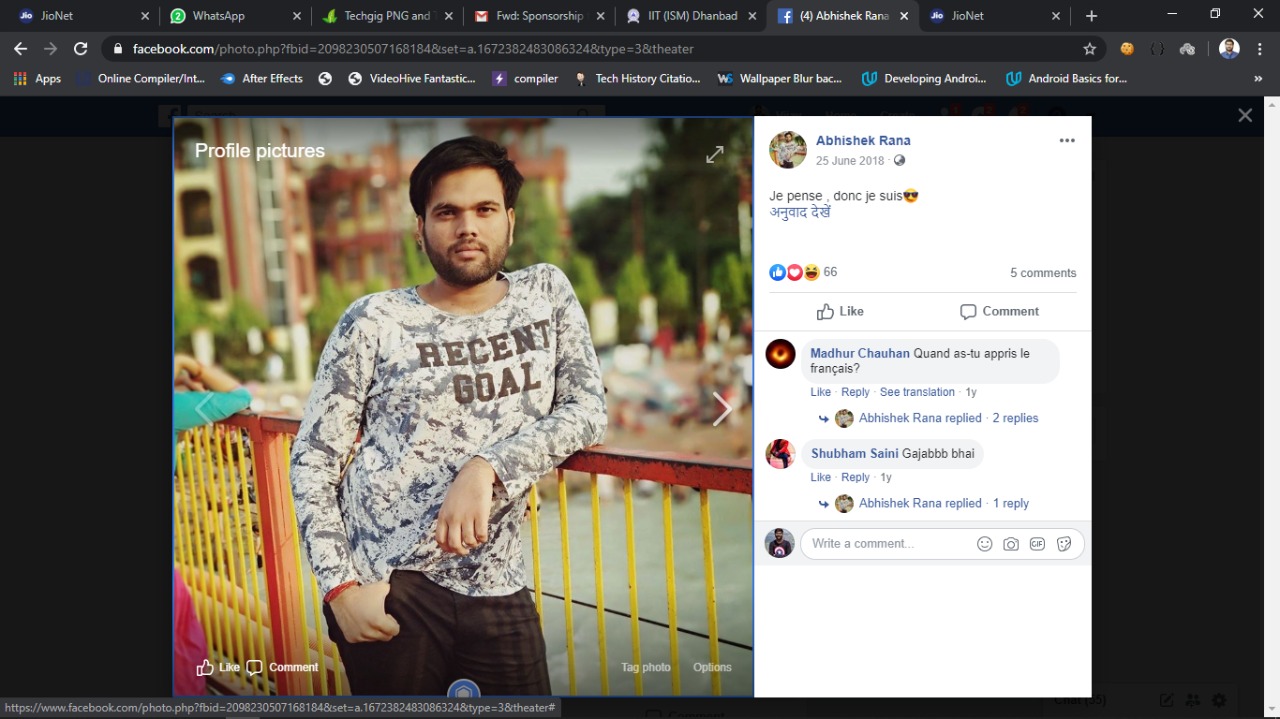 JioNet
WhatsApp
Techgig PNG and
Fwd: Sponsorship
IIT (ISM) Dhanbad
(4) Abhishek Rana
JioNet
facebook.com/photo.php?fbid=2098230507168184&set=a.167238248308632​4&type=3&theater
Apps
Online Compiler/Int...
After Effects
VideoHive Fantastic...
compiler
Tech History Citatio...
Wallpaper Blur bac...
Developing Androi...
Android Basics for...
»
Profile pictures
RECENT
GOAL
Like
Comment
Tag photo
Options
Abhishek Rana
25 June 2018 ·
Je pense , donc je suis😎
अनुवाद देखें
66
5 comments
Like
Comment
Madhur Chauhan Quand as-tu appris le
français?
Like · Reply · See translation · 1y
Abhishek Rana replied · 2 replies
Shubham Saini Gajabbb bhai
Like · Reply · 1y
Abhishek Rana replied · 1 reply
Write a comment...
GIF
https://www.facebook.com/photo.php?fbid=2098230507168184&set=a.1672382483086324&type=3&theater#
Comment
Chat (55)